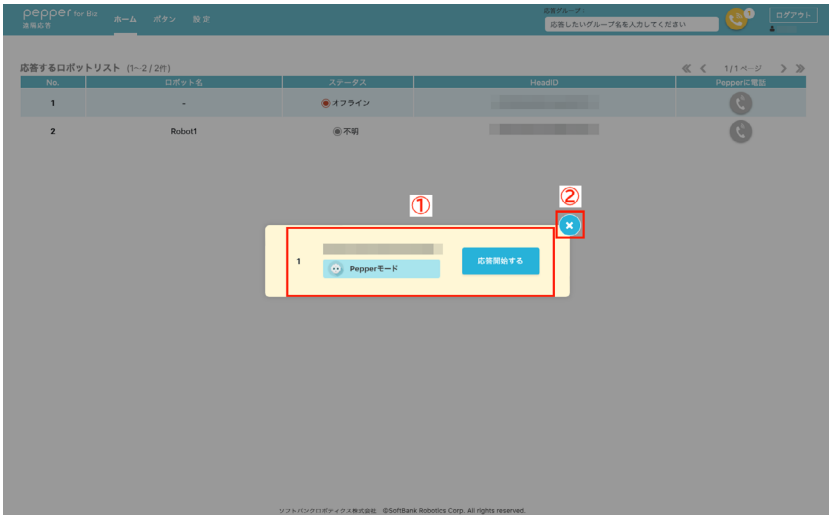 pepper for Biz
遠隔応答
ホーム ボタン 設定
応答グループ：
応答したいグループ名を入力してください
1
ログアウト
応答するロボットリスト (1~2 / 2件)
1/1 ページ
No. ロボット名 ステータス HeadID Pepperに電話
1 - オフライン
2 Robot1 不明
① ②
1
Pepperモード
応答開始する
ソフトバンクロボティクス株式会社 ©SoftBank Robotics Corp. All rights reserved.